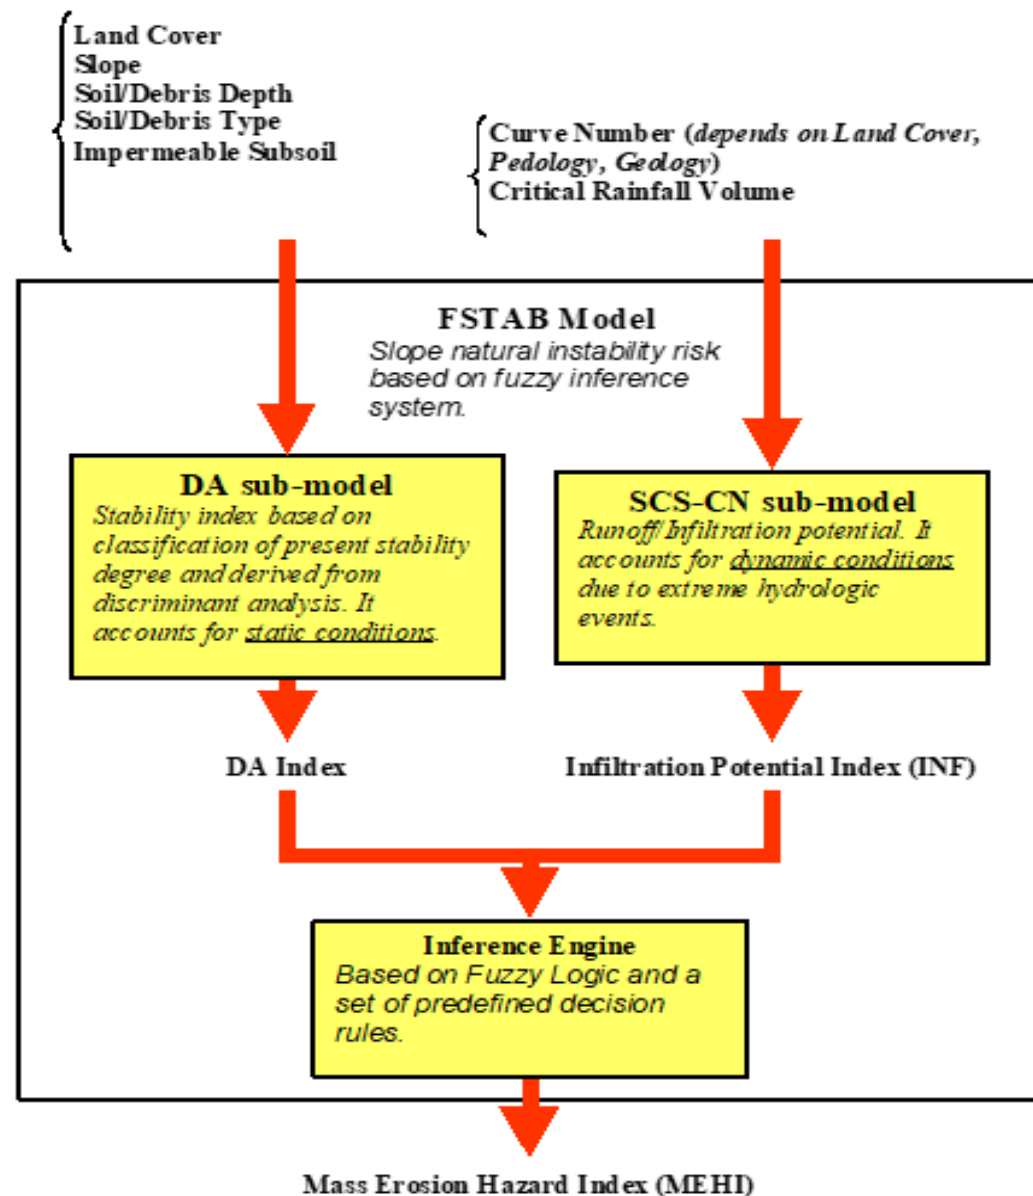 Land Cover
Slope
Soil/Debris Depth
Soil/Debris Type
Impermeable Subsoil
Curve Number (depends on Land Cover,
Pedology, Geology)
Critical Rainfall Volume
FSTAB Model
Slope natural instability risk
based on fuzzy inference
system.
DA sub-model
Stability index based on
classification of present stability
degree and derived from
discriminant analysis. It
accounts for static conditions.
SCS-CN sub-model
Runoff/Infiltration potential. It
accounts for dynamic conditions
due to extreme hydrologic
events.
DA Index
Infiltration Potential Index (INF)
Inference Engine
Based on Fuzzy Logic and a
set of predefined decision
rules.
Mass Erosion Hazard Index (MEHI)